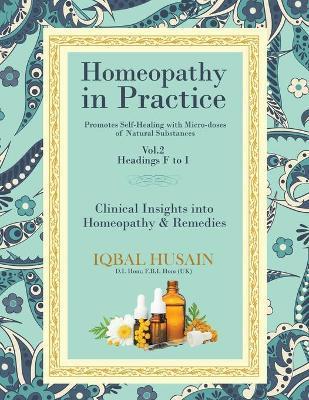 Homeopathy
in Practice
Promotes Self-Healing with Micro-doses
of Natural Substances
Vol.2
Headings F to I
Clinical Insights into
Homeopathy & Remedies
IQBAL HUSAIN
D.I. Hom; F.B.I. Hom (UK)